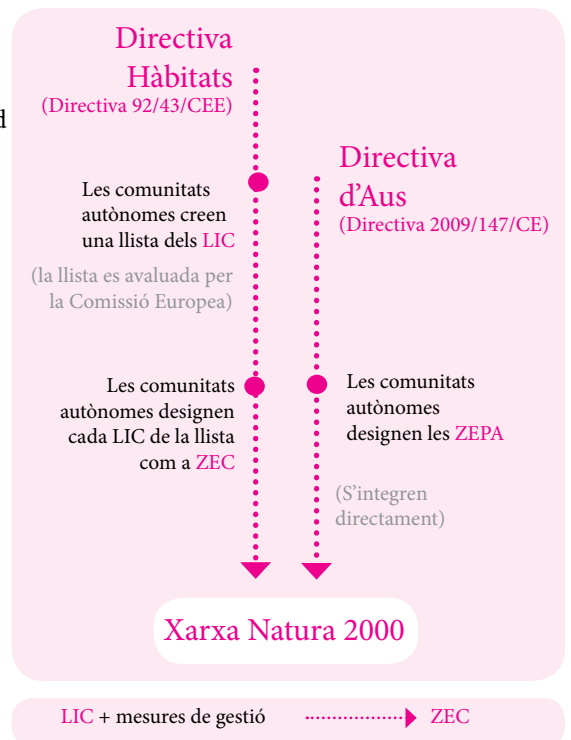 Directiva
Hàbitats
(Directiva 92/43/CEE)
d
Les comunitats
autònomes creen
una llista dels LIC
(la llista es avaluada per
la Comissió Europea)
Les comunitats
autònomes designen
cada LIC de la llista
com a ZEC
Directiva
d'Aus
(Directiva 2009/147/CE)
Les comunitats
autònomes
designen les ZEPA
(S'integren
directament)
Xarxa Natura 2000
LIC + mesures de gestió ZEC